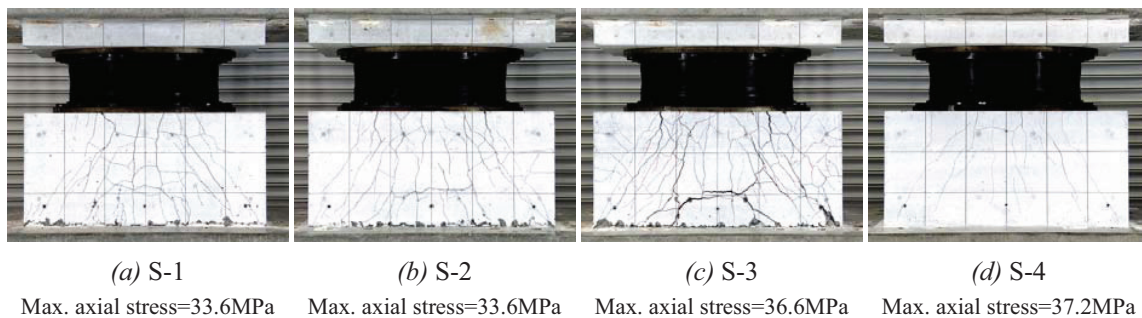 (a) S-1
Max. axial stress=33.6MPa
(b) S-2
Max. axial stress=33.6MPa
(c) S-3
Max. axial stress=36.6MPa
(d) S-4
Max. axial stress=37.2MPa